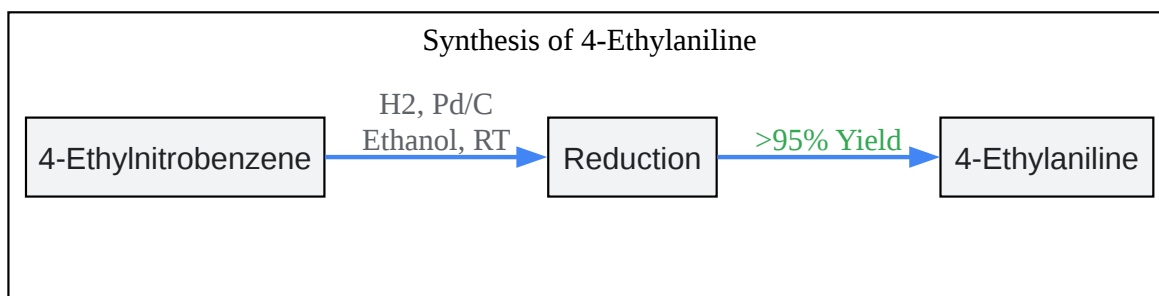 Synthesis of 4-Ethylaniline
H2, Pd/C
Ethanol, RT
4-Ethylnitrobenzene
Reduction
>95% Yield
4-Ethylaniline